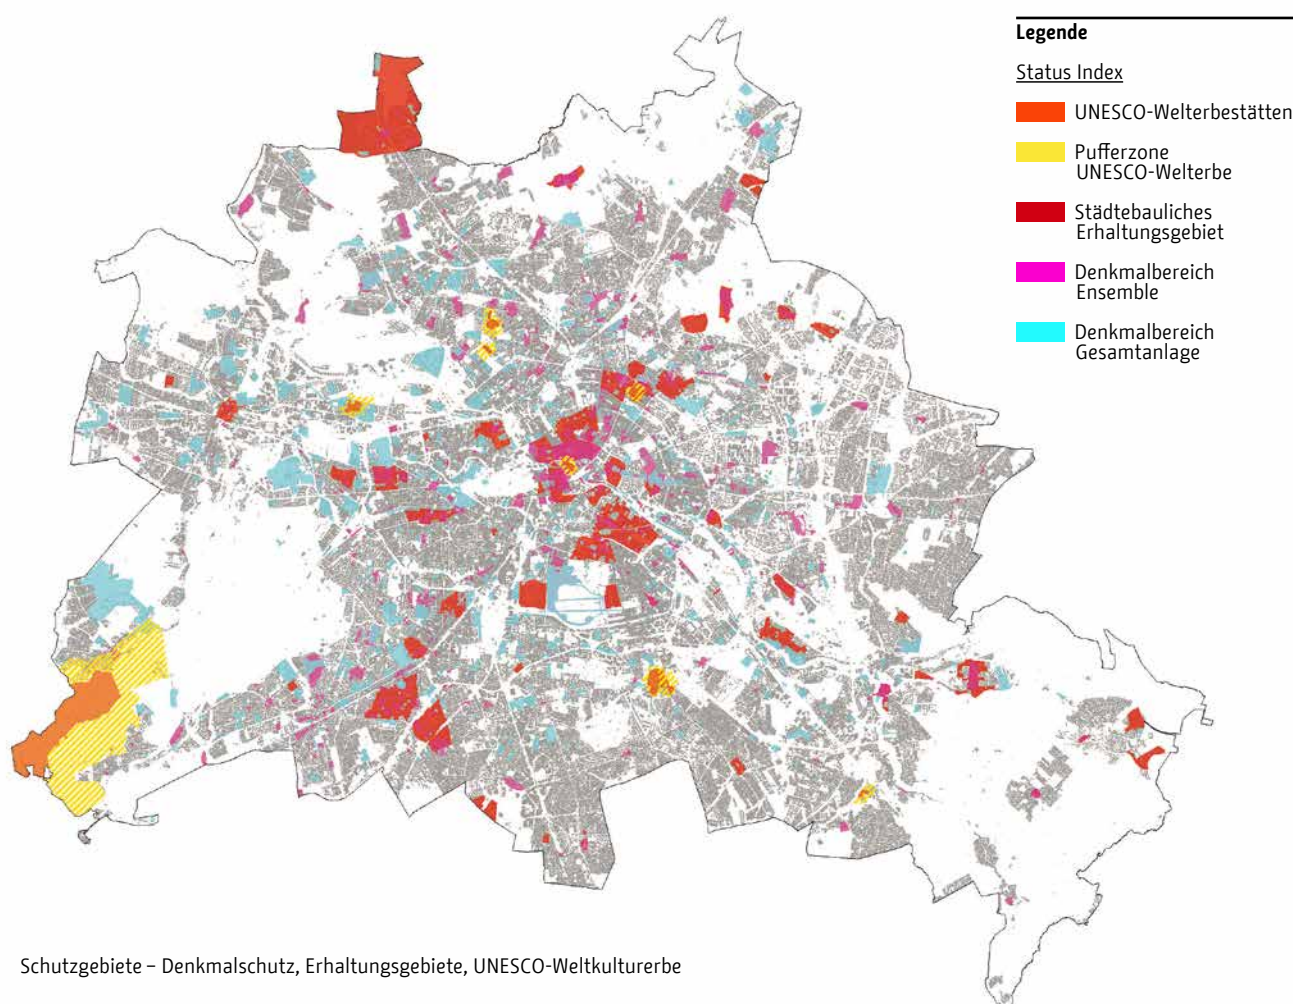 Legende
Status Index
UNESCO-Welterbestätten
Pufferzone
UNESCO-Welterbe
Städtebauliches
Erhaltungsgebiet
Denkmalbereich
Ensemble
Denkmalbereich
Gesamtanlage
Schutzgebiete – Denkmalschutz, Erhaltungsgebiete, UNESCO-Weltkulturerbe